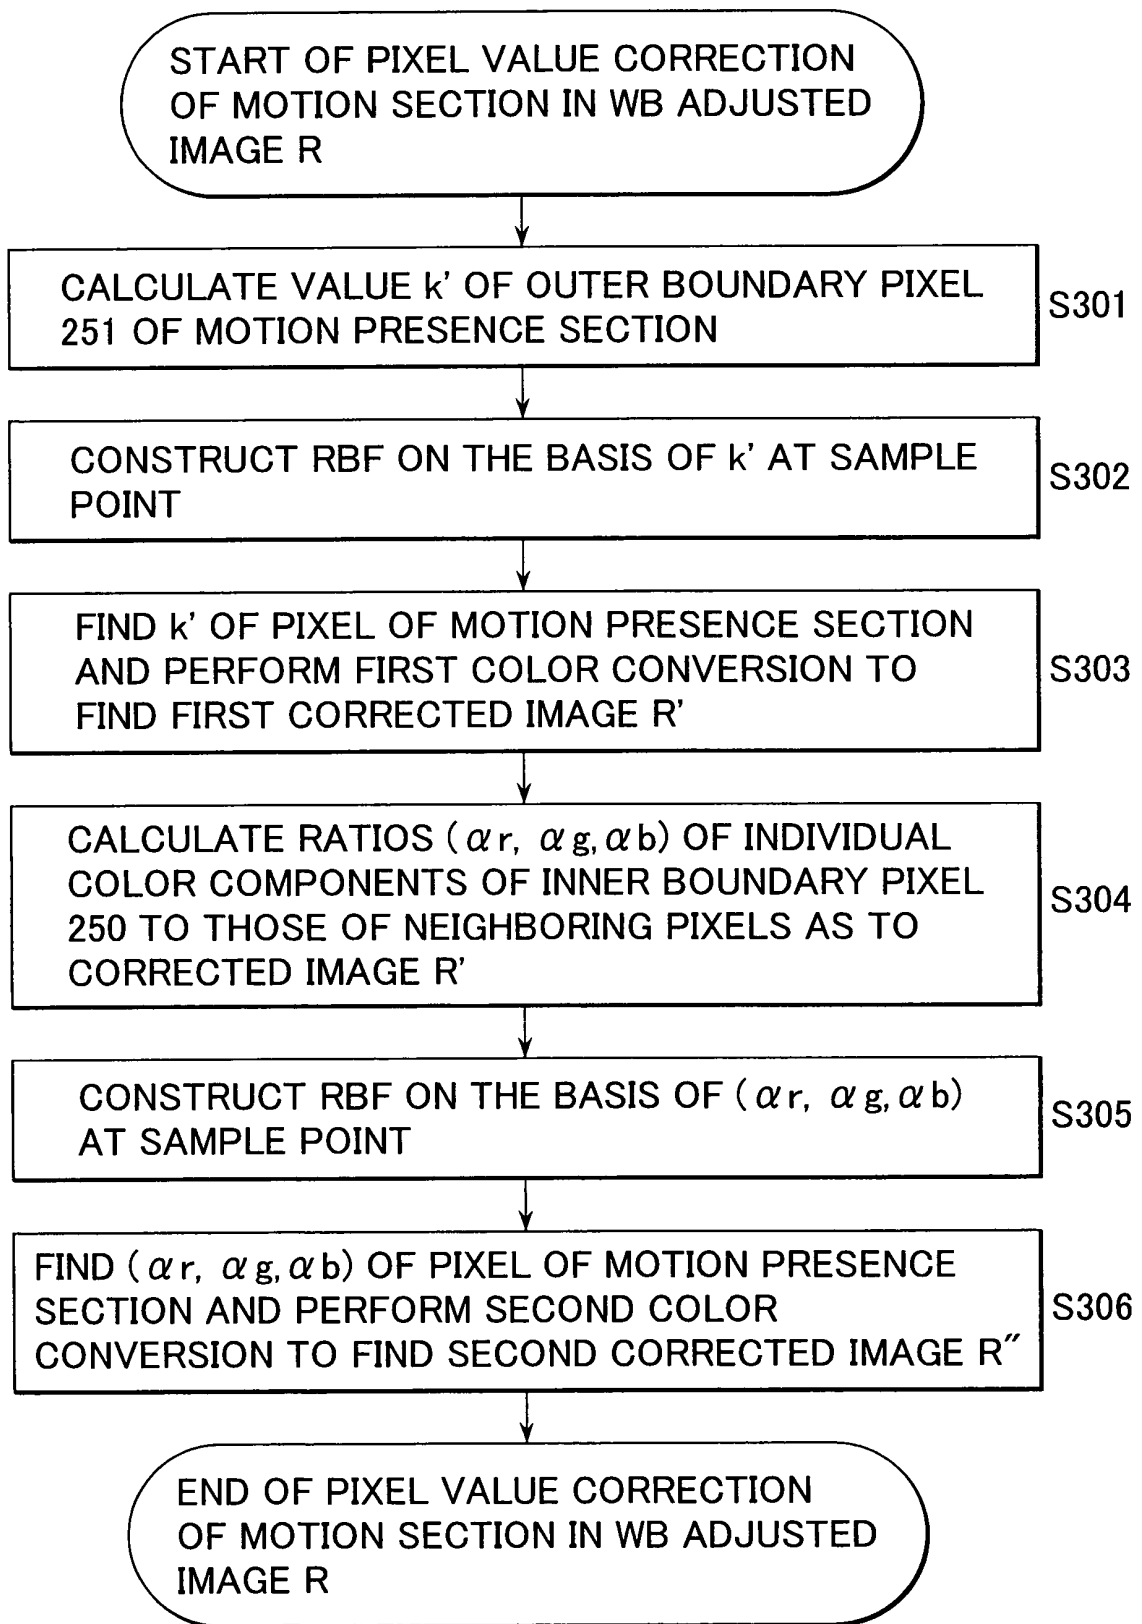 START OF PIXEL VALUE CORRECTION
OF MOTION SECTION IN WB ADJUSTED
IMAGE R
CALCULATE VALUE k' OF OUTER BOUNDARY PIXEL
251 OF MOTION PRESENCE SECTION
S301
CONSTRUCT RBF ON THE BASIS OF k' AT SAMPLE
POINT
S302
FIND k' OF PIXEL OF MOTION PRESENCE SECTION
AND PERFORM FIRST COLOR CONVERSION TO
FIND FIRST CORRECTED IMAGE R'
S303
CALCULATE RATIOS (αr, αg, αb) OF INDIVIDUAL
COLOR COMPONENTS OF INNER BOUNDARY PIXEL
250 TO THOSE OF NEIGHBORING PIXELS AS TO
CORRECTED IMAGE R'
S304
CONSTRUCT RBF ON THE BASIS OF (αr, αg, αb)
AT SAMPLE POINT
S305
FIND (αr, αg, αb) OF PIXEL OF MOTION PRESENCE
SECTION AND PERFORM SECOND COLOR
CONVERSION TO FIND SECOND CORRECTED IMAGE R″
S306
END OF PIXEL VALUE CORRECTION
OF MOTION SECTION IN WB ADJUSTED
IMAGE R